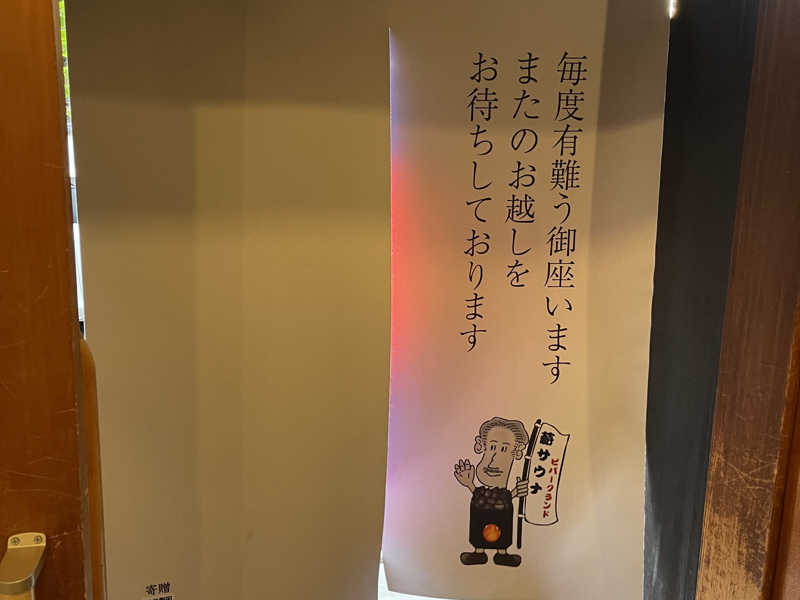 毎度有難う御座います
またのお越しを
お待ちしております
ビバークランド
サウナ
寄贈